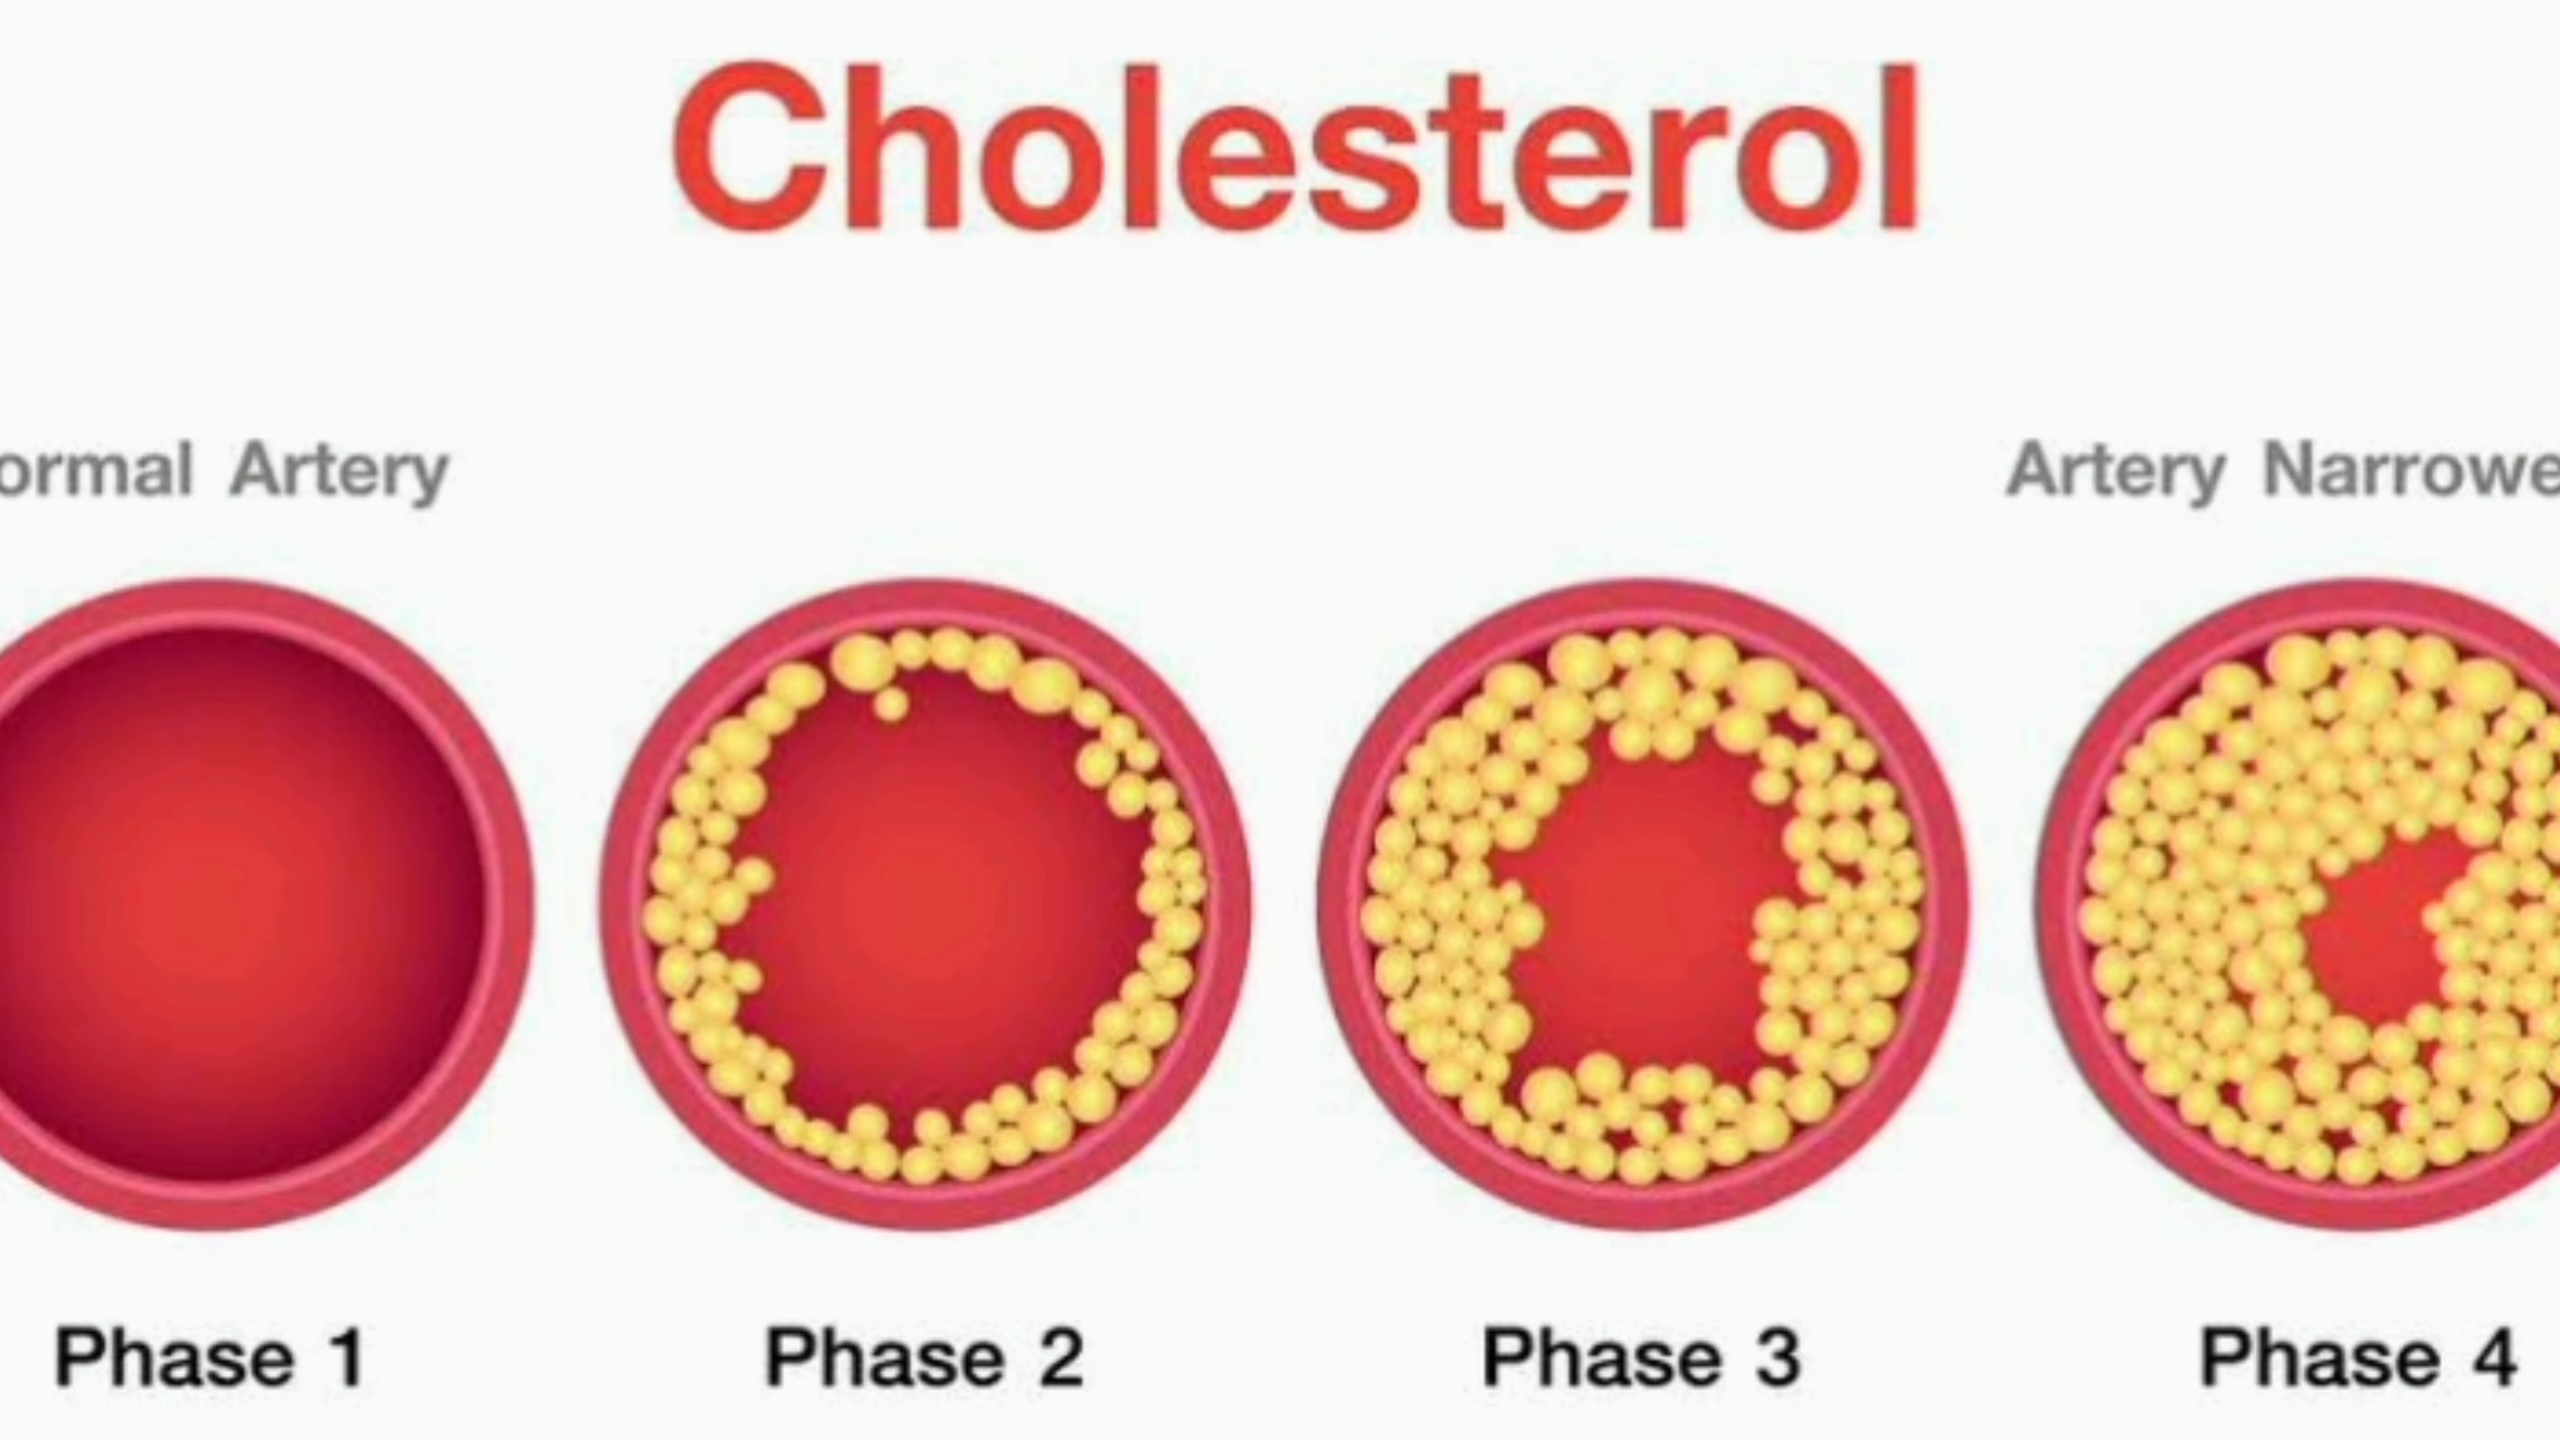 Cholesterol
ormal Artery
Artery Narrowe
Phase 1
Phase 2
Phase 3
Phase 4